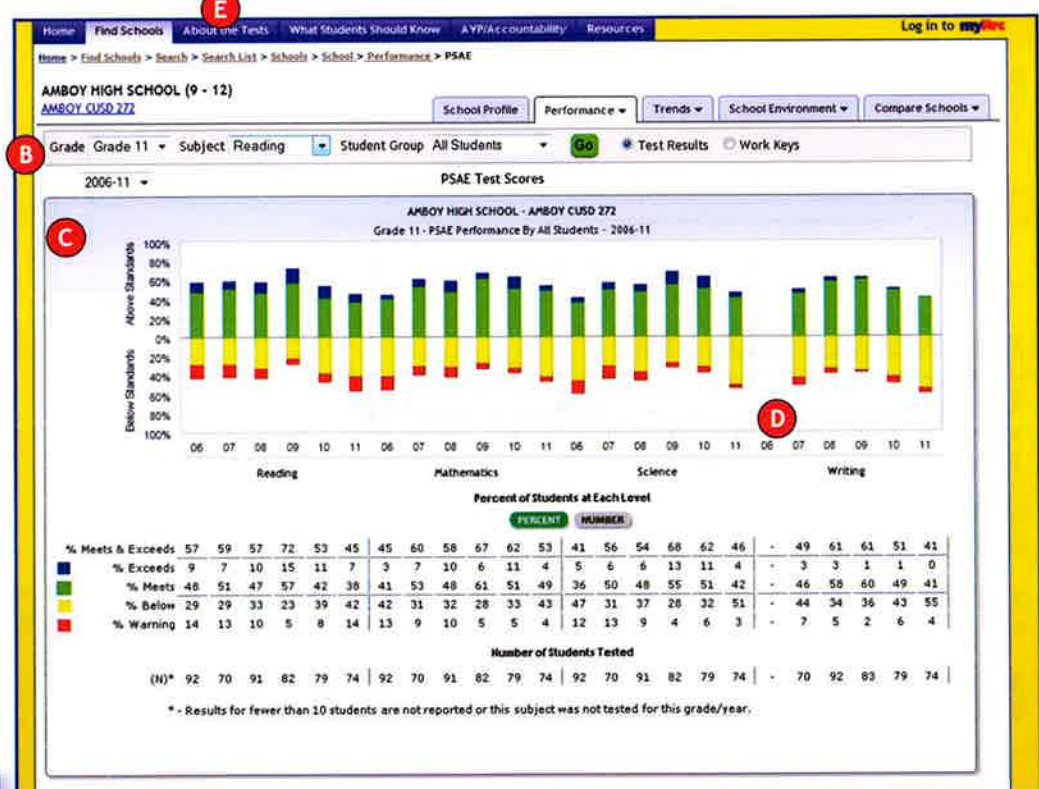 E
Home Find Schools About the Tests What Students Should Know AYP/Accountability Resources Log in to myiirc
Home > Find Schools > Search > Search List > Schools > School > Performance > PSAE
AMBOY HIGH SCHOOL (9 - 12)
AMBOY CUSD 272
School Profile Performance Trends School Environment Compare Schools
B
Grade Grade 11 Subject Reading Student Group All Students Go Test Results Work Keys
2006-11 PSAE Test Scores
C
AMBOY HIGH SCHOOL - AMBOY CUSD 272
Grade 11 - PSAE Performance By All Students - 2006-11
Above Standards
100%
80%
60%
40%
20%
0%
Below Standards
20%
40%
60%
80%
100%
D
06 07 08 09 10 11 06 07 08 09 10 11 06 07 08 09 10 11 06 07 08 09 10 11
Reading Mathematics Science Writing
Percent of Students at Each Level
PERCENT NUMBER
% Meets & Exceeds 57 59 57 72 53 45 45 60 58 67 62 53 41 56 54 68 62 46 - 49 61 61 51 41
% Exceeds 9 7 10 15 11 7 3 7 10 6 11 4 5 6 6 13 11 4 - 3 3 1 1 0
% Meets 48 51 47 57 42 38 41 53 48 61 51 49 36 50 48 55 51 42 - 46 58 60 49 41
% Below 29 29 33 23 39 42 42 31 32 28 33 43 47 31 37 28 32 51 - 44 34 36 43 55
% Warning 14 13 10 5 8 14 13 9 10 5 5 4 12 13 9 4 6 3 - 7 5 2 6 4
Number of Students Tested
(N)* 92 70 91 82 79 74 92 70 91 82 79 74 92 70 91 82 79 74 - 70 92 83 79 74
* - Results for fewer than 10 students are not reported or this subject was not tested for this grade/year.